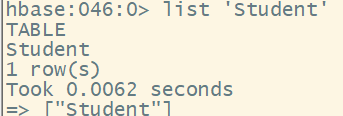 hbase:046:0> list 'Student'
TABLE
Student
1 row(s)
Took 0.0062 seconds
=> ["Student"]